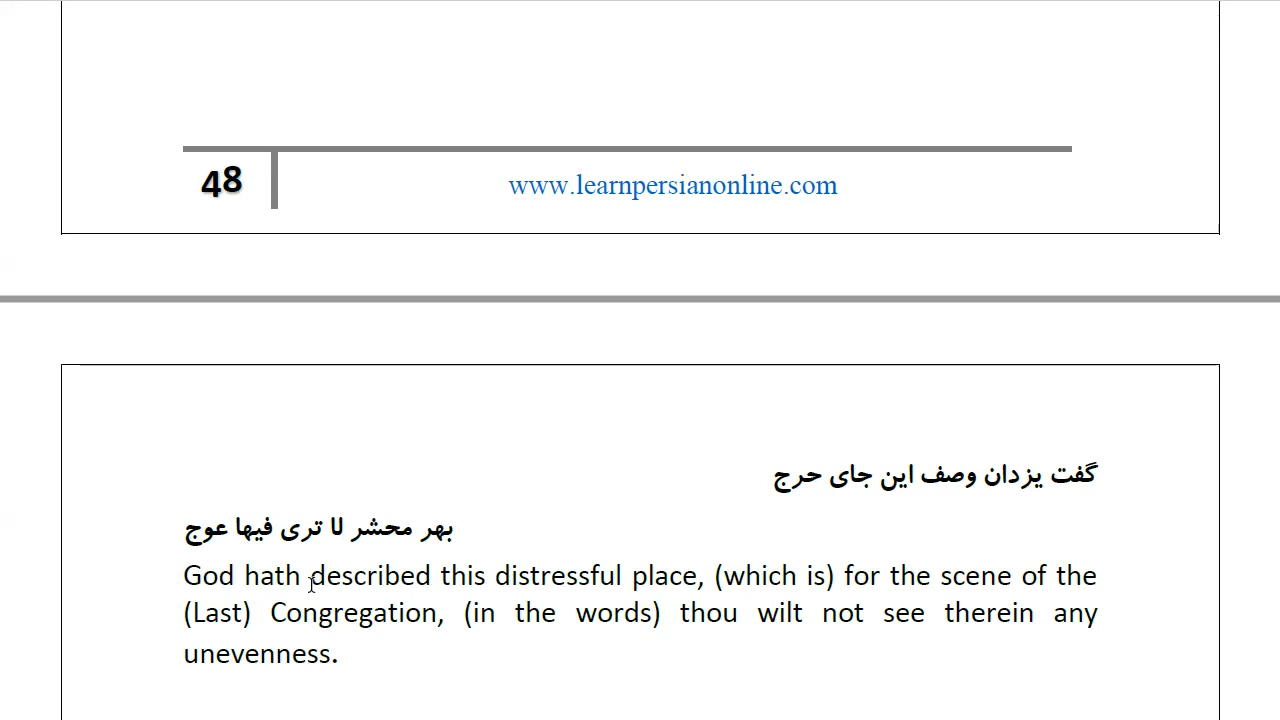 48
www.learnpersianonline.com
گفت یزدان وصف این جای حرج
بهر محشر لا تری فیها عوج
God hath described this distressful place, (which is) for the scene of the
(Last) Congregation, (in the words) thou wilt not see therein any
unevenness.